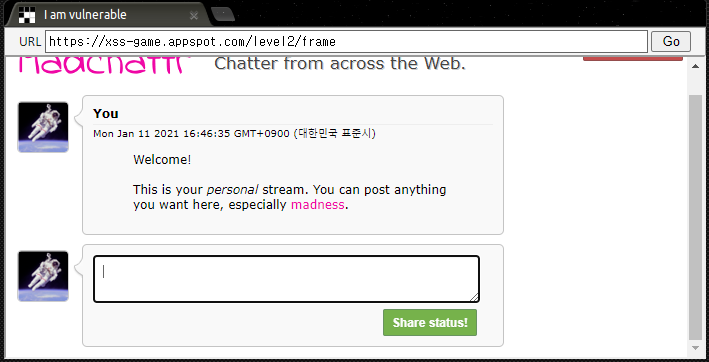 I am vulnerable
URL https://xss-game.appspot.com/level2/frame Go
Madchattr Chatter from across the Web.
You
Mon Jan 11 2021 16:46:35 GMT+0900 (대한민국 표준시)
Welcome!
This is your personal stream. You can post anything
you want here, especially madness.
Share status!